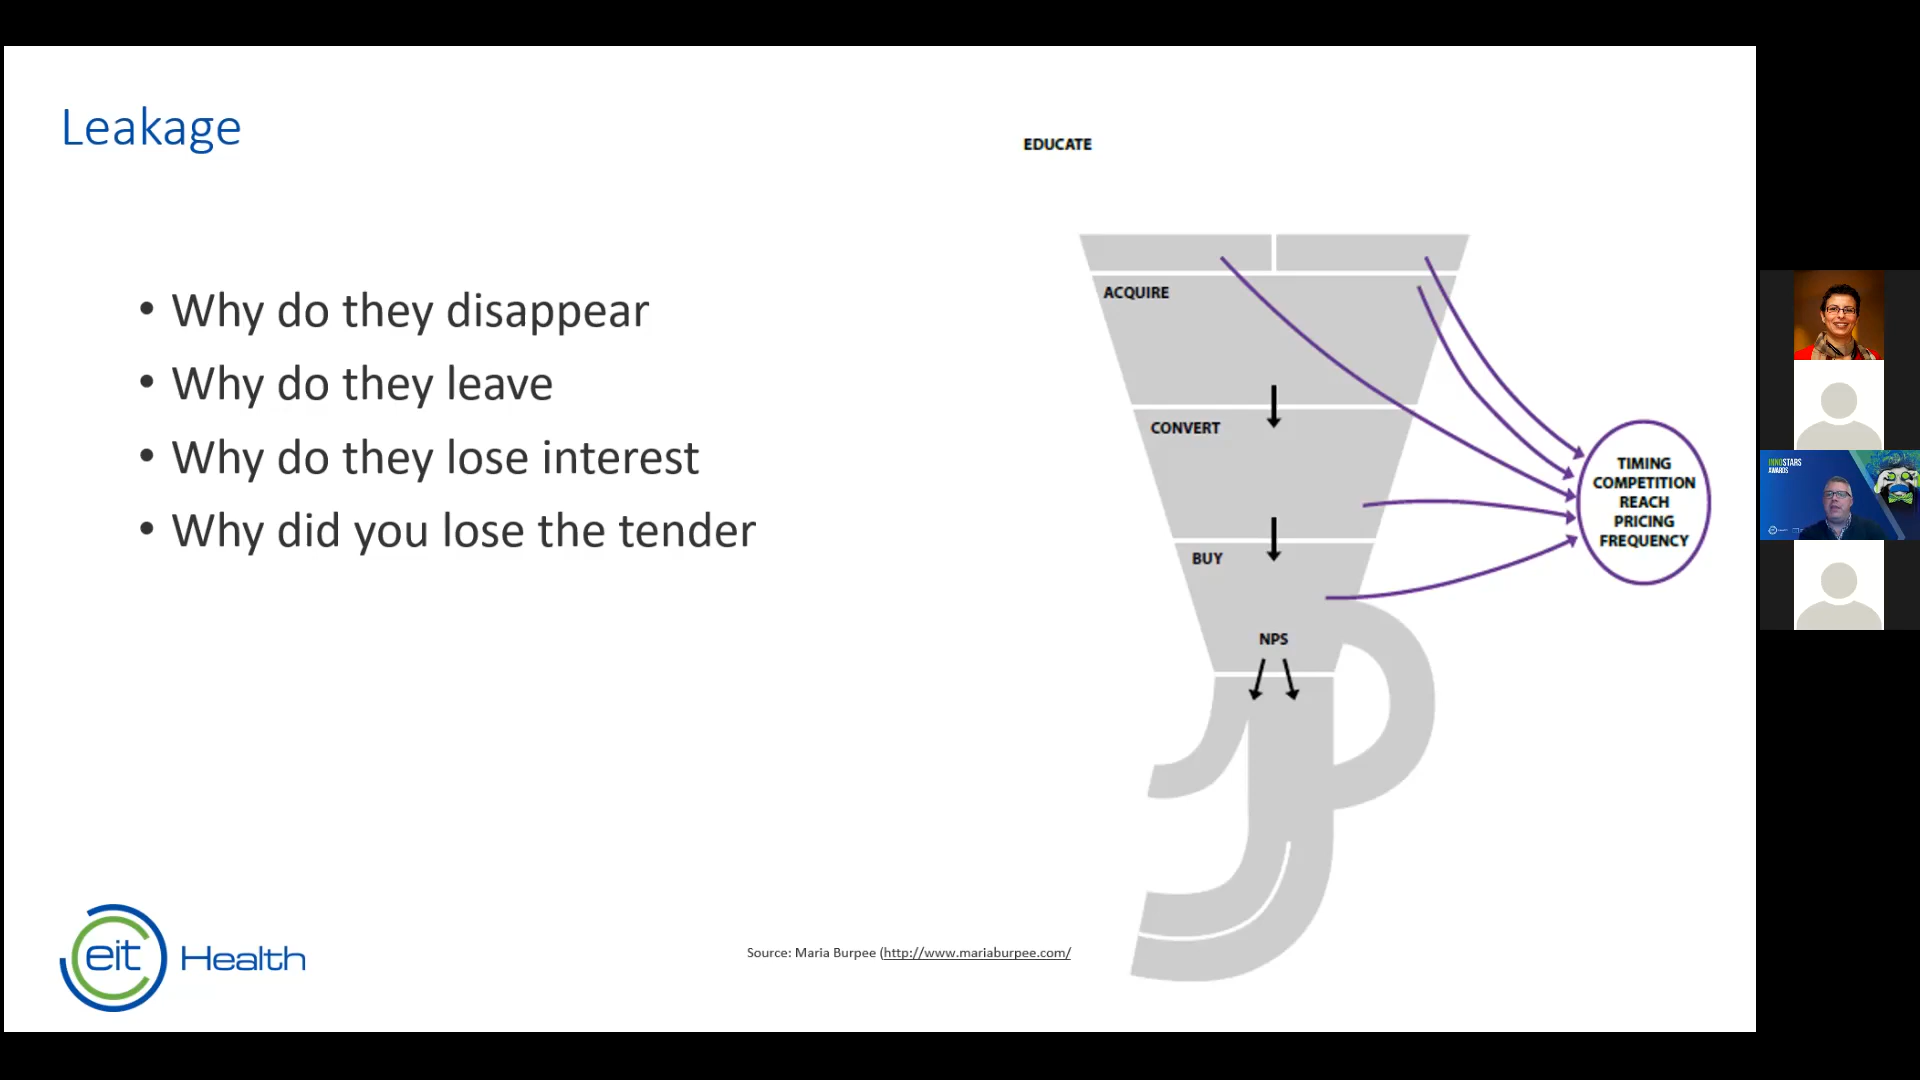 Leakage
• Why do they disappear
• Why do they leave
• Why do they lose interest
• Why did you lose the tender
EDUCATE
ACQUIRE
CONVERT
BUY
NPS
TIMING
COMPETITION
REACH
PRICING
FREQUENCY
Source: Maria Burpee (http://www.mariaburpee.com/
eit Health
INNOSTARS
AWARDS